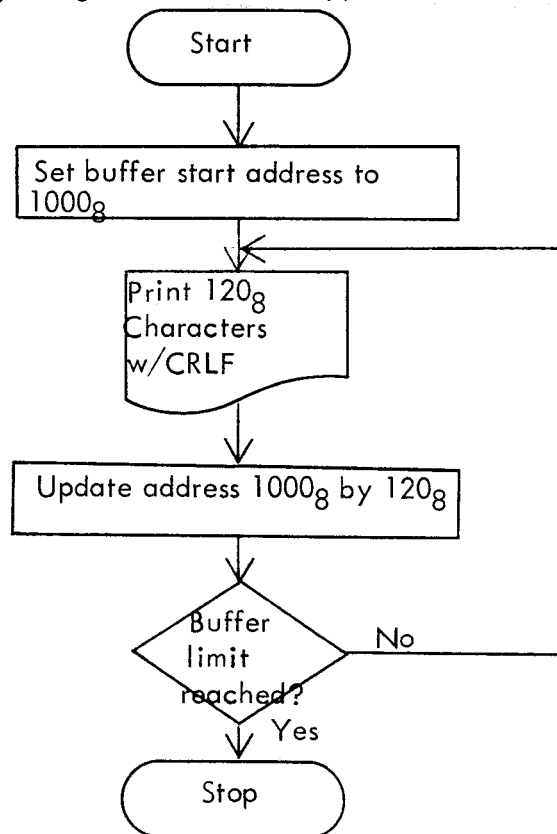 Start
Set buffer start address to
1000₈
Print 120₈
Characters
w/CRLF
Update address 1000₈ by 120₈
Buffer
limit
reached?
No
Yes
Stop